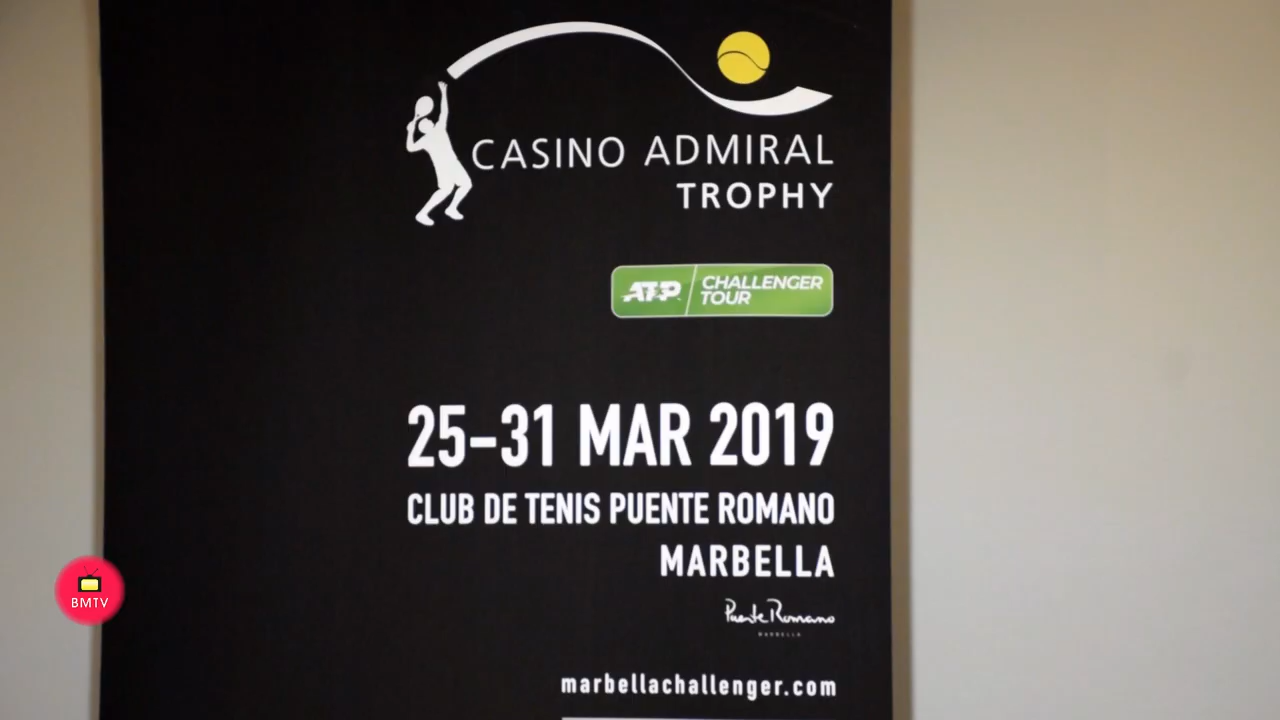 CASINO ADMIRAL
TROPHY
ATP CHALLENGER
TOUR
25-31 MAR 2019
CLUB DE TENIS PUENTE ROMANO
MARBELLA
Puente Romano
MARBELLA
marbellachallenger.com
BMTV